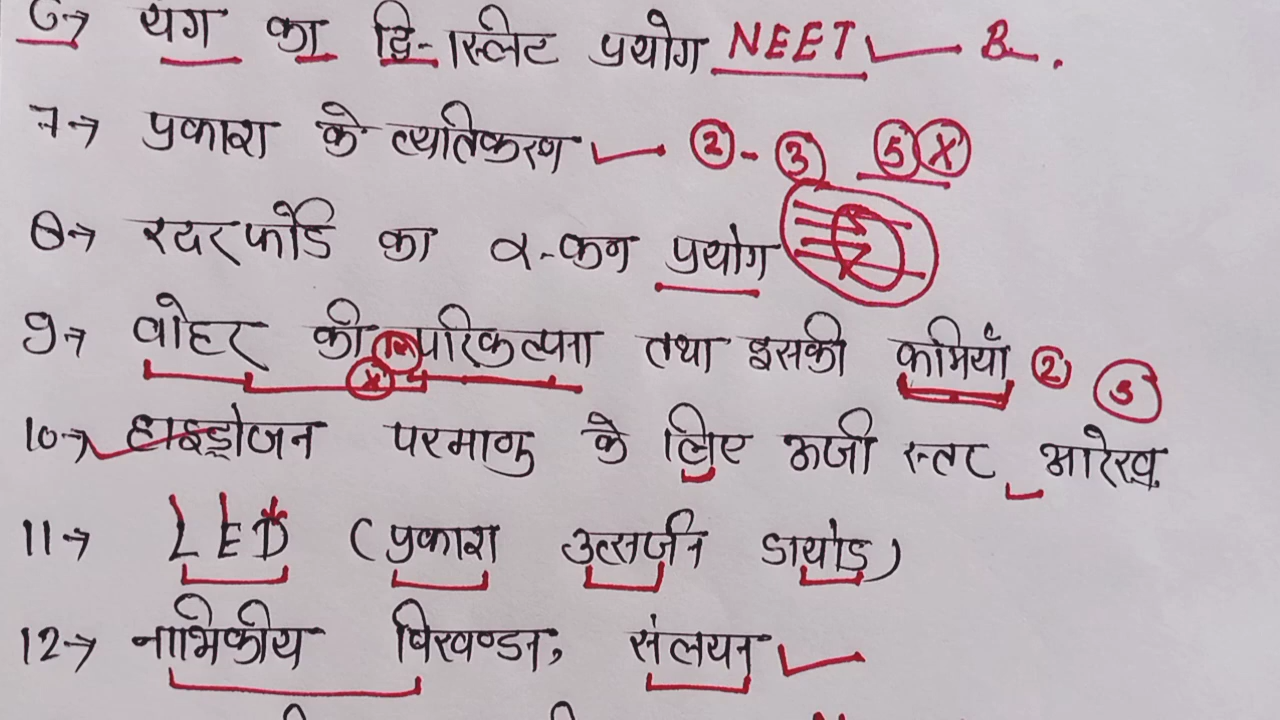 6→ यंग का द्वि-स्लिट प्रयोग NEET B.
7→ प्रकाश के व्यतिकरण ② - ③ ⑤ X
8→ रदरफोर्ड का α-कण प्रयोग
9→ बोहर की परिकल्पना तथा इसकी कमियाँ ②
10→ हाइड्रोजन परमाणु के लिए ऊर्जा स्तर आरेख
11→ LED (प्रकाश उत्सर्जन डायोड)
12→ नाभिकीय विखण्डन, संलयन